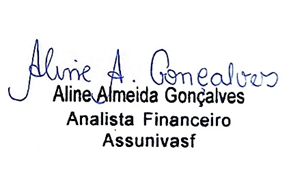 Aline A. Gonçalves
Aline Almeida Gonçalves
Analista Financeiro
Assunivasf